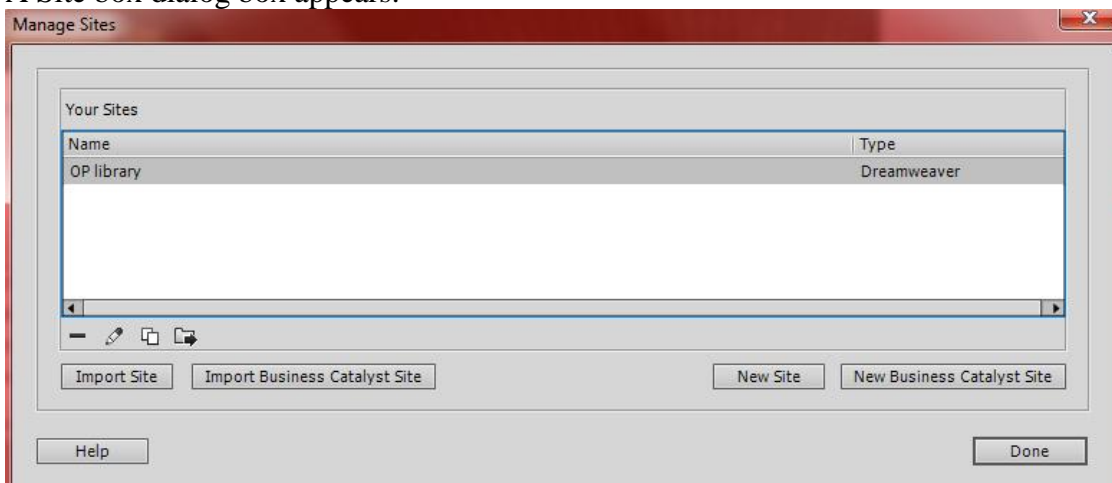 A Site box dialog box appears.
Manage Sites
Your Sites
Name Type
OP library Dreamweaver
Import Site Import Business Catalyst Site New Site New Business Catalyst Site
Help Done